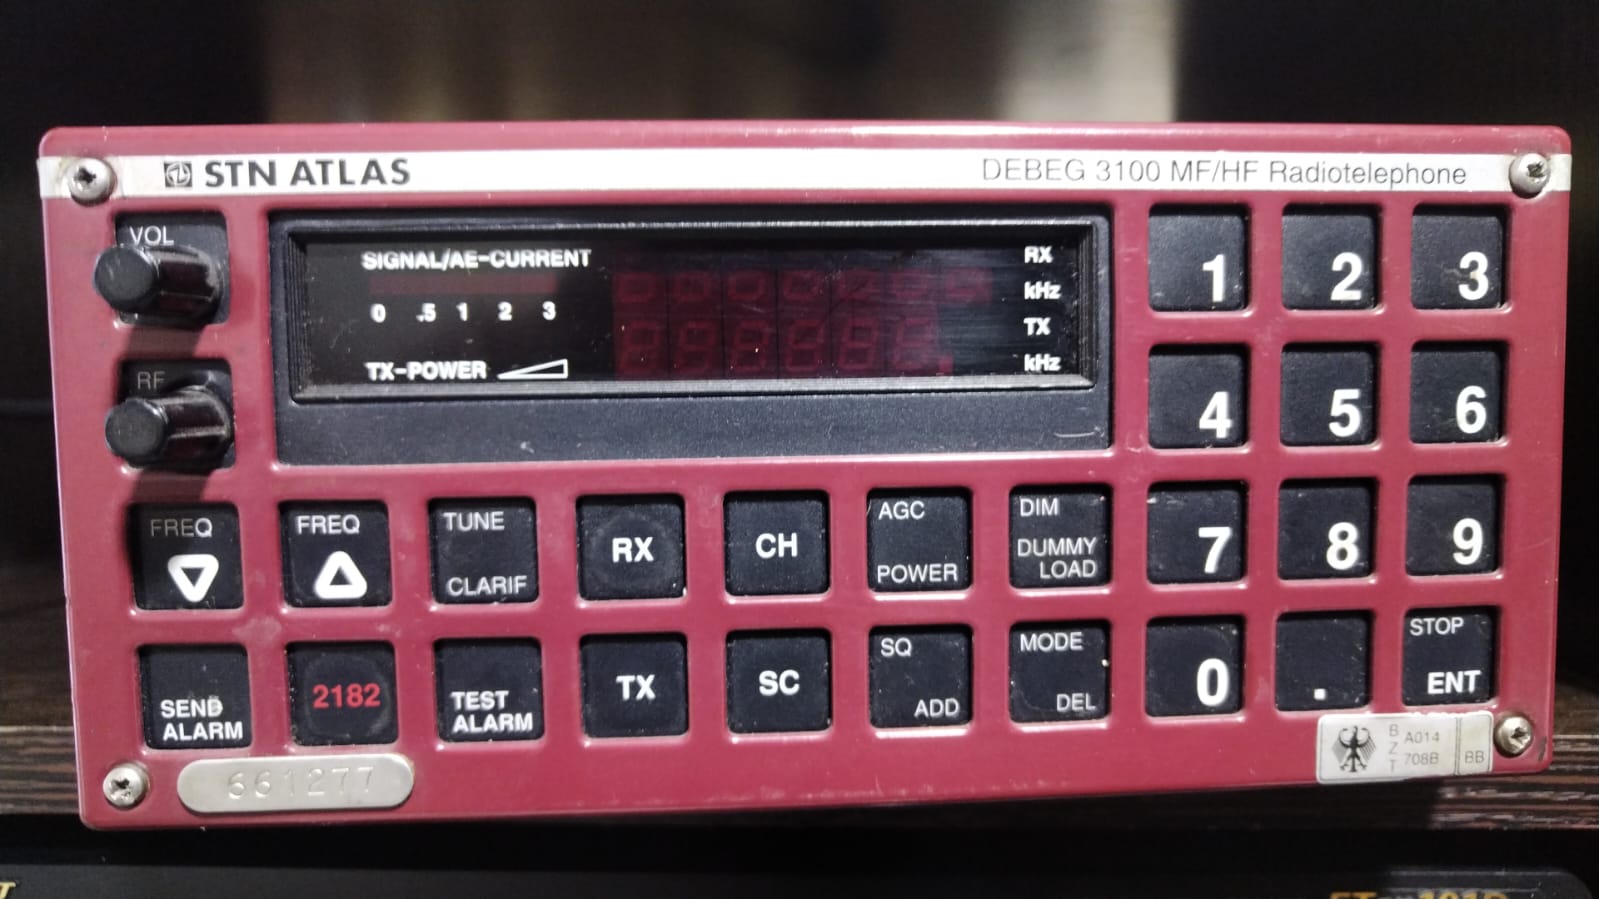 STN ATLAS
DEBEG 3100 MF/HF Radiotelephone
VOL
SIGNAL/AE-CURRENT
0 .5 1 2 3
TX-POWER
RX
kHz
TX
kHz
1 2 3
RF
4 5 6
FREQ
FREQ
TUNE
CLARIF
RX
CH
AGC
POWER
DIM
DUMMY
LOAD
7 8 9
SEND
ALARM
2182
TEST
ALARM
TX
SC
SQ
ADD
MODE
DEL
0 .
STOP
ENT
661277
BZT
A014
708B
BB